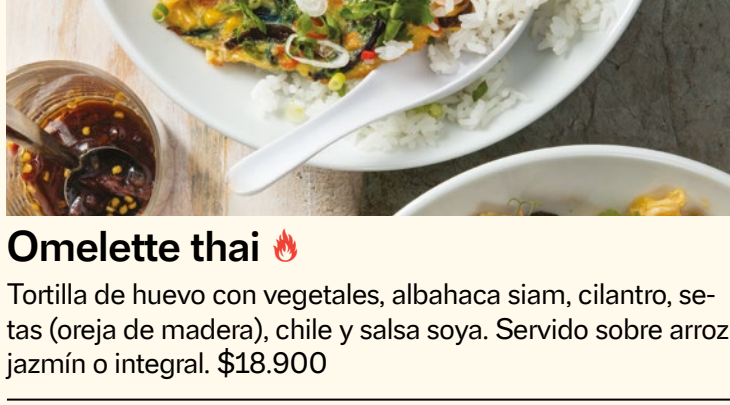 Omelette thai
Tortilla de huevo con vegetales, albahaca siam, cilantro, se-
tas (oreja de madera), chile y salsa soya. Servido sobre arroz
jazmín o integral. $18.900